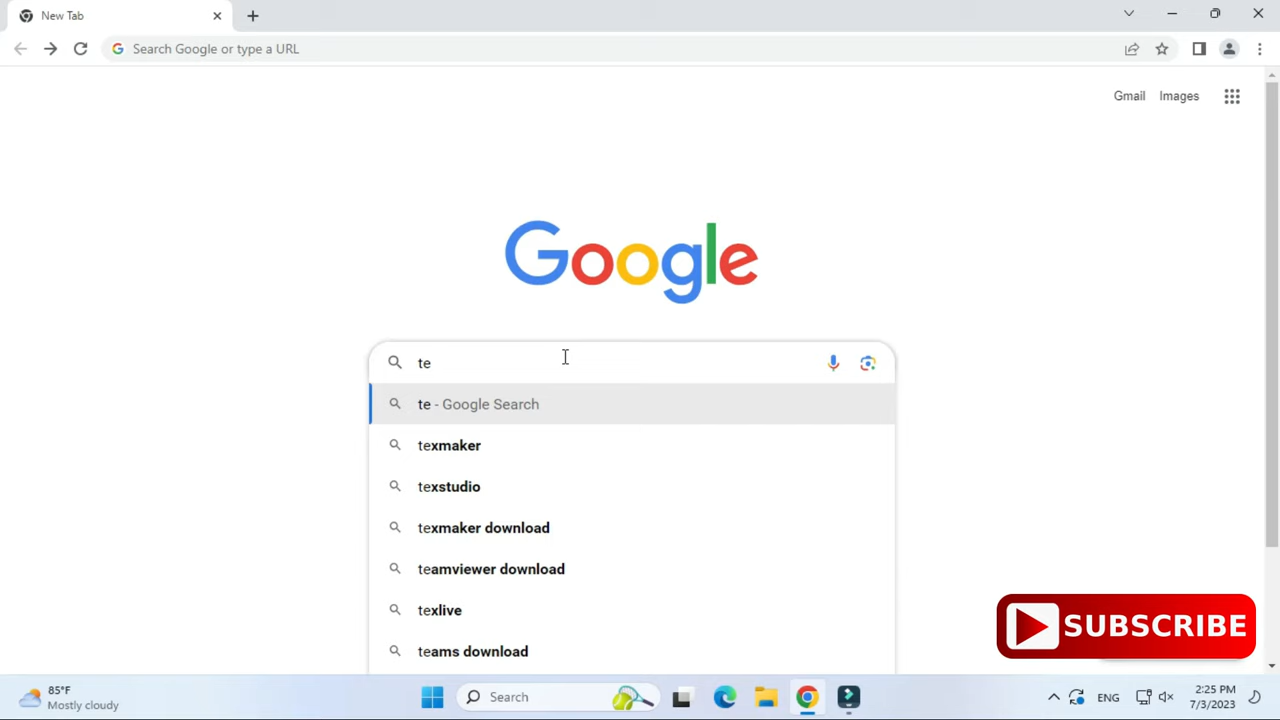 New Tab
Search Google or type a URL
Gmail Images
Google
te
te - Google Search
texmaker
texstudio
texmaker download
teamviewer download
texlive
teams download
SUBSCRIBE
85°F
Mostly cloudy
Search
ENG
2:25 PM
7/3/2023